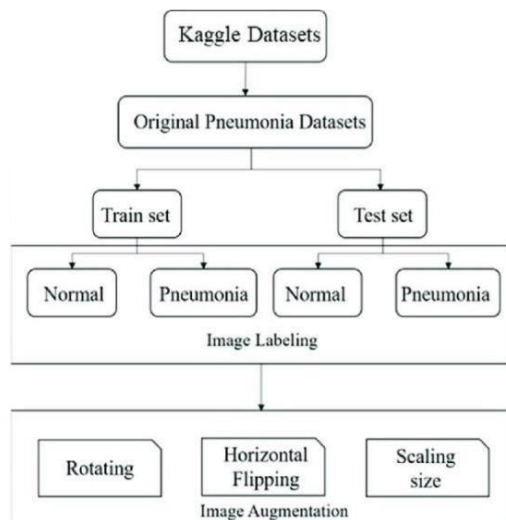 Kaggle Datasets
Original Pneumonia Datasets
Train set
Test set
Normal
Pneumonia
Normal
Pneumonia
Image Labeling
Rotating
Horizontal
Flipping
Scaling
size
Image Augmentation